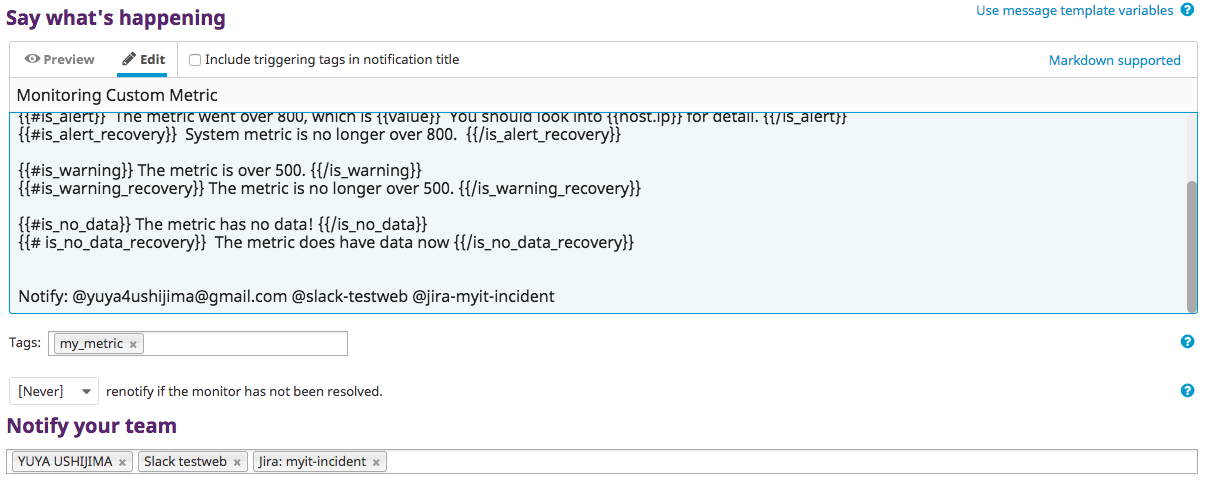 Say what's happening
Use message template variables ?
Preview Edit Include triggering tags in notification title Markdown supported
Monitoring Custom Metric
{{#is_alert}}  The metric went over 800, which is {{value}}  You should look into {{host.ip}} for detail. {{/is_alert}}
{{#is_alert_recovery}}  System metric is no longer over 800.  {{/is_alert_recovery}}
{{#is_warning}} The metric is over 500. {{/is_warning}}
{{#is_warning_recovery}} The metric is no longer over 500. {{/is_warning_recovery}}
{{#is_no_data}} The metric has no data! {{/is_no_data}}
{{# is_no_data_recovery}}  The metric does have data now {{/is_no_data_recovery}}
Notify: @yuya4ushijima@gmail.com @slack-testweb @jira-myit-incident
Tags: my_metric × ?
[Never] renotify if the monitor has not been resolved. ?
Notify your team
YUYA USHIJIMA × Slack testweb × Jira: myit-incident ×